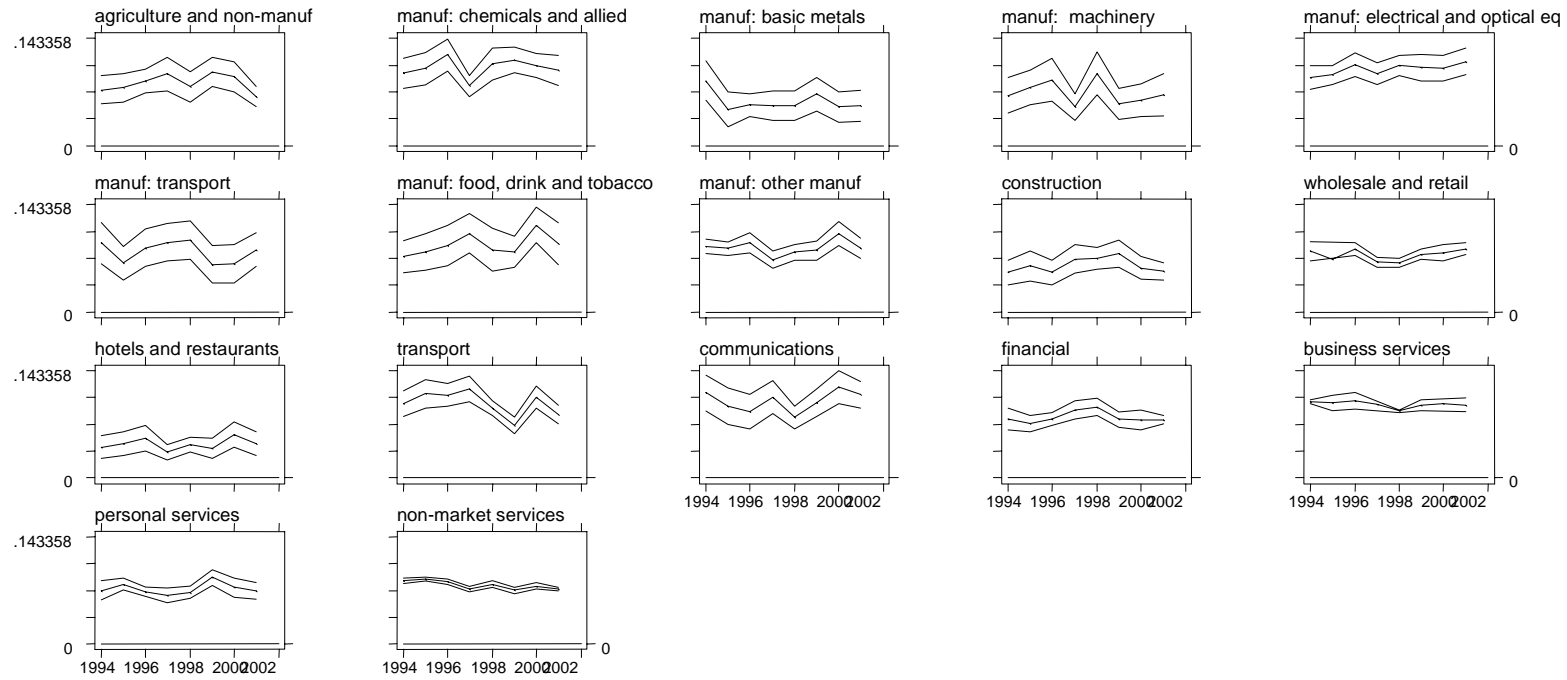 agriculture and non-manuf
manuf: chemicals and allied
manuf: basic metals
manuf: machinery
manuf: electrical and optical eq
.143358
0
0
manuf: transport
manuf: food, drink and tobacco
manuf: other manuf
construction
wholesale and retail
.143358
0
0
hotels and restaurants
transport
communications
financial
business services
.143358
0
0
1994 1996 1998 2000 2002
1994 1996 1998 2000 2002
1994 1996 1998 2000 2002
personal services
non-market services
.143358
0
0
1994 1996 1998 2000 2002
1994 1996 1998 2000 2002